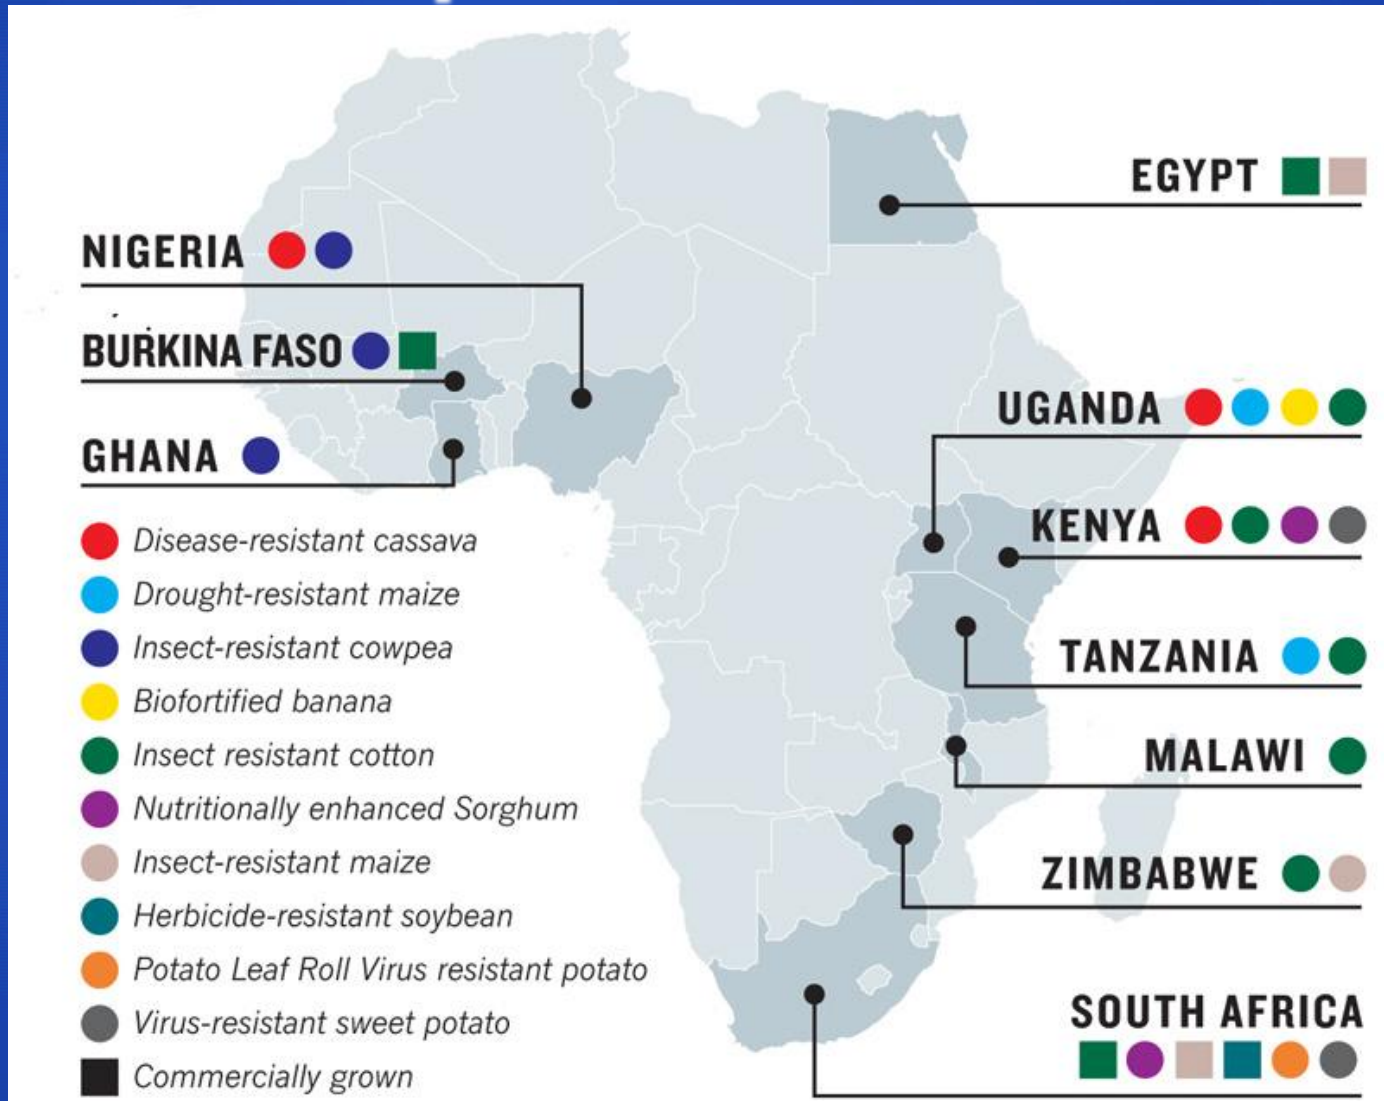 EGYPT
NIGERIA
BURKINA FASO
UGANDA
GHANA
KENYA
Disease-resistant cassava
Drought-resistant maize
Insect-resistant cowpea
Biofortified banana
Insect resistant cotton
Nutritionally enhanced Sorghum
Insect-resistant maize
Herbicide-resistant soybean
Potato Leaf Roll Virus resistant potato
Virus-resistant sweet potato
Commercially grown
TANZANIA
MALAWI
ZIMBABWE
SOUTH AFRICA